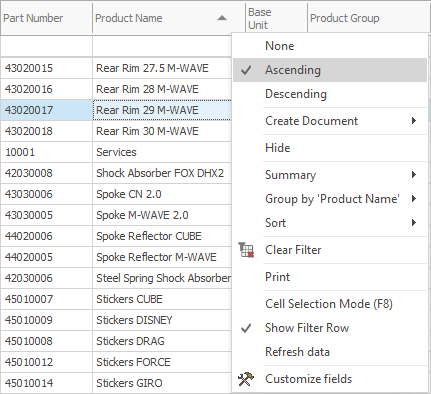 Part Number Product Name Base Unit Product Group
43020015 Rear Rim 27.5 M-WAVE
43020016 Rear Rim 28 M-WAVE
43020017 Rear Rim 29 M-WAVE
43020018 Rear Rim 30 M-WAVE
10001 Services
42030008 Shock Absorber FOX DHX2
43030006 Spoke CN 2.0
43030005 Spoke M-WAVE 2.0
44020006 Spoke Reflector CUBE
44020005 Spoke Reflector M-WAVE
42030006 Steel Spring Shock Absorber
45010007 Stickers CUBE
45010009 Stickers DISNEY
45010008 Stickers DRAG
45010012 Stickers FORCE
45010014 Stickers GIRO
None
Ascending
Descending
Create Document
Hide
Summary
Group by 'Product Name'
Sort
Clear Filter
Print
Cell Selection Mode (F8)
Show Filter Row
Refresh data
Customize fields